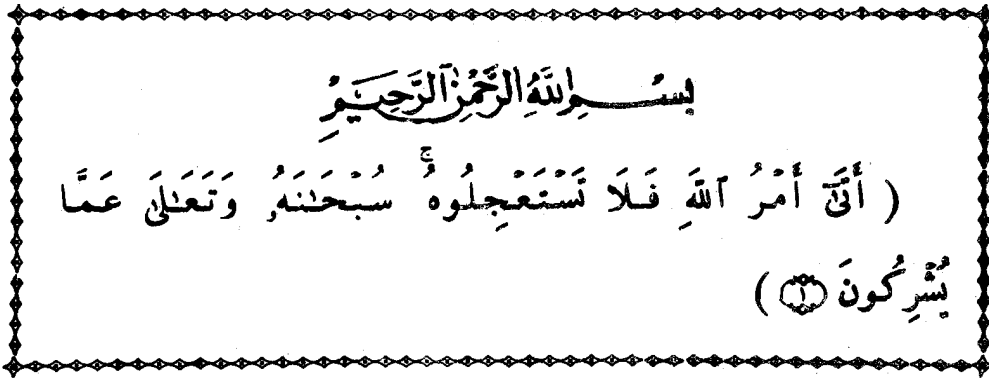 بِسْمِ اللَّهِ الرَّحْمَٰنِ الرَّحِيمِ
( أَتَىٰٓ أَمْرُ ٱللَّهِ فَلَا تَسْتَعْجِلُوهُ ۚ سُبْحَٰنَهُۥ وَتَعَٰلَىٰ عَمَّا
يُشْرِكُونَ ۝١ )